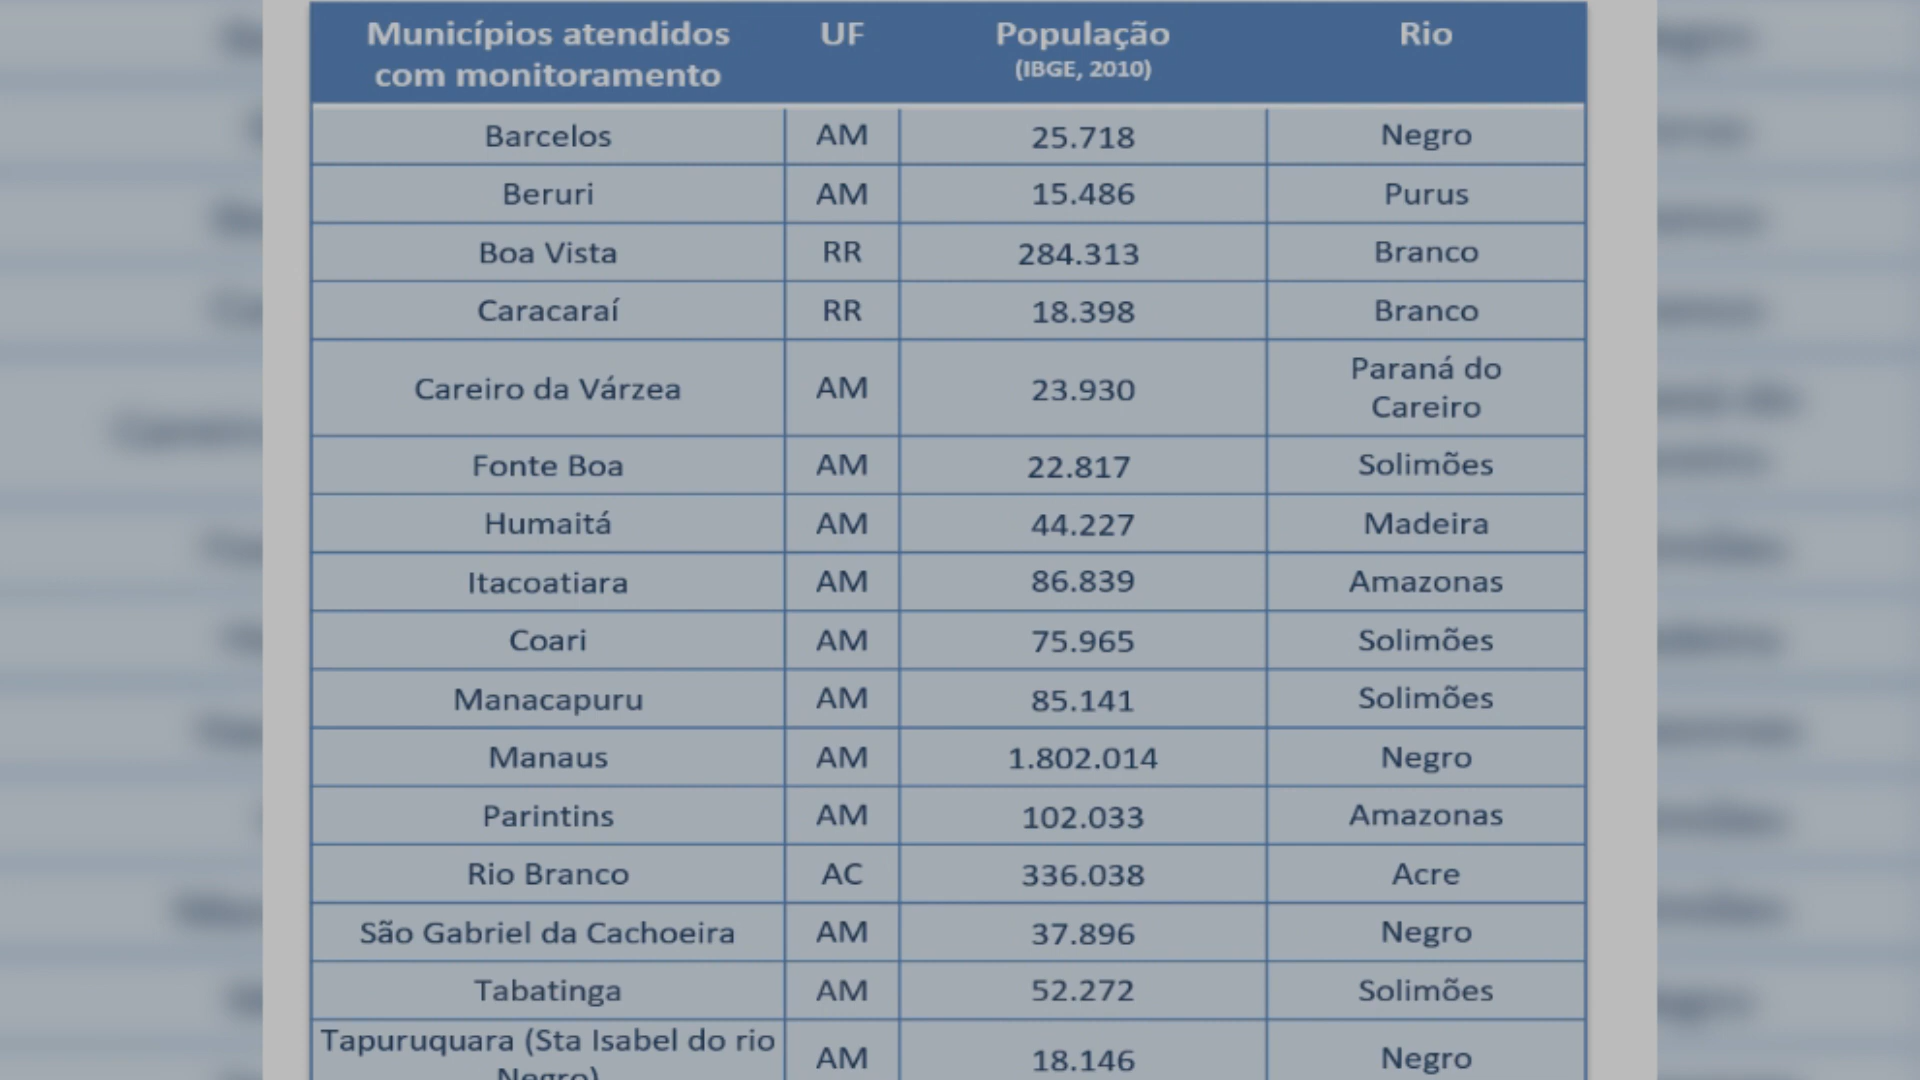 Municípios atendidos com monitoramento UF População (IBGE, 2010) Rio
Barcelos AM 25.718 Negro
Beruri AM 15.486 Purus
Boa Vista RR 284.313 Branco
Caracaraí RR 18.398 Branco
Careiro da Várzea AM 23.930 Paraná do Careiro
Fonte Boa AM 22.817 Solimões
Humaitá AM 44.227 Madeira
Itacoatiara AM 86.839 Amazonas
Coari AM 75.965 Solimões
Manacapuru AM 85.141 Solimões
Manaus AM 1.802.014 Negro
Parintins AM 102.033 Amazonas
Rio Branco AC 336.038 Acre
São Gabriel da Cachoeira AM 37.896 Negro
Tabatinga AM 52.272 Solimões
Tapuruquara (Sta Isabel do rio Negro) AM 18.146 Negro